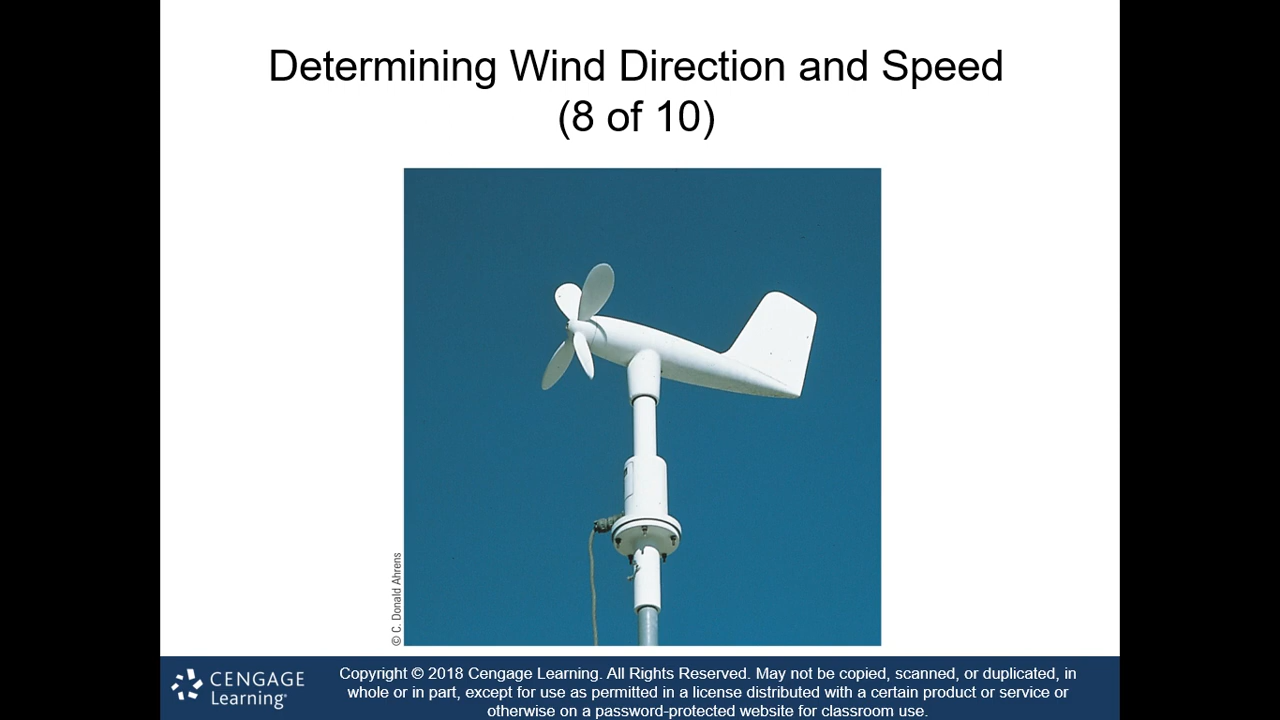 Determining Wind Direction and Speed
(8 of 10)
© C. Donald Ahrens
CENGAGE
Learning
Copyright © 2018 Cengage Learning. All Rights Reserved. May not be copied, scanned, or duplicated, in
whole or in part, except for use as permitted in a license distributed with a certain product or service or
otherwise on a password-protected website for classroom use.